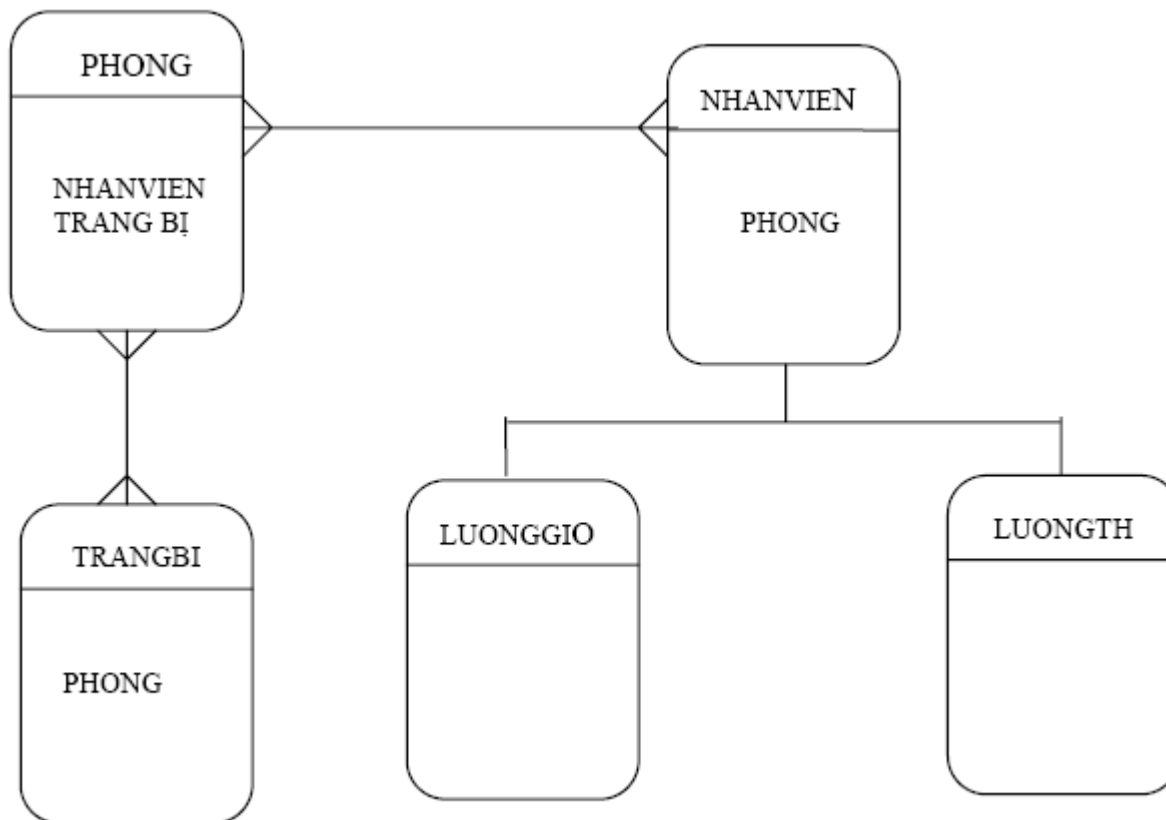 PHONG
NHANVIEN
TRANG BỊ
NHANVIEN
PHONG
TRANGBI
PHONG
LUONGGIO
LUONGTH